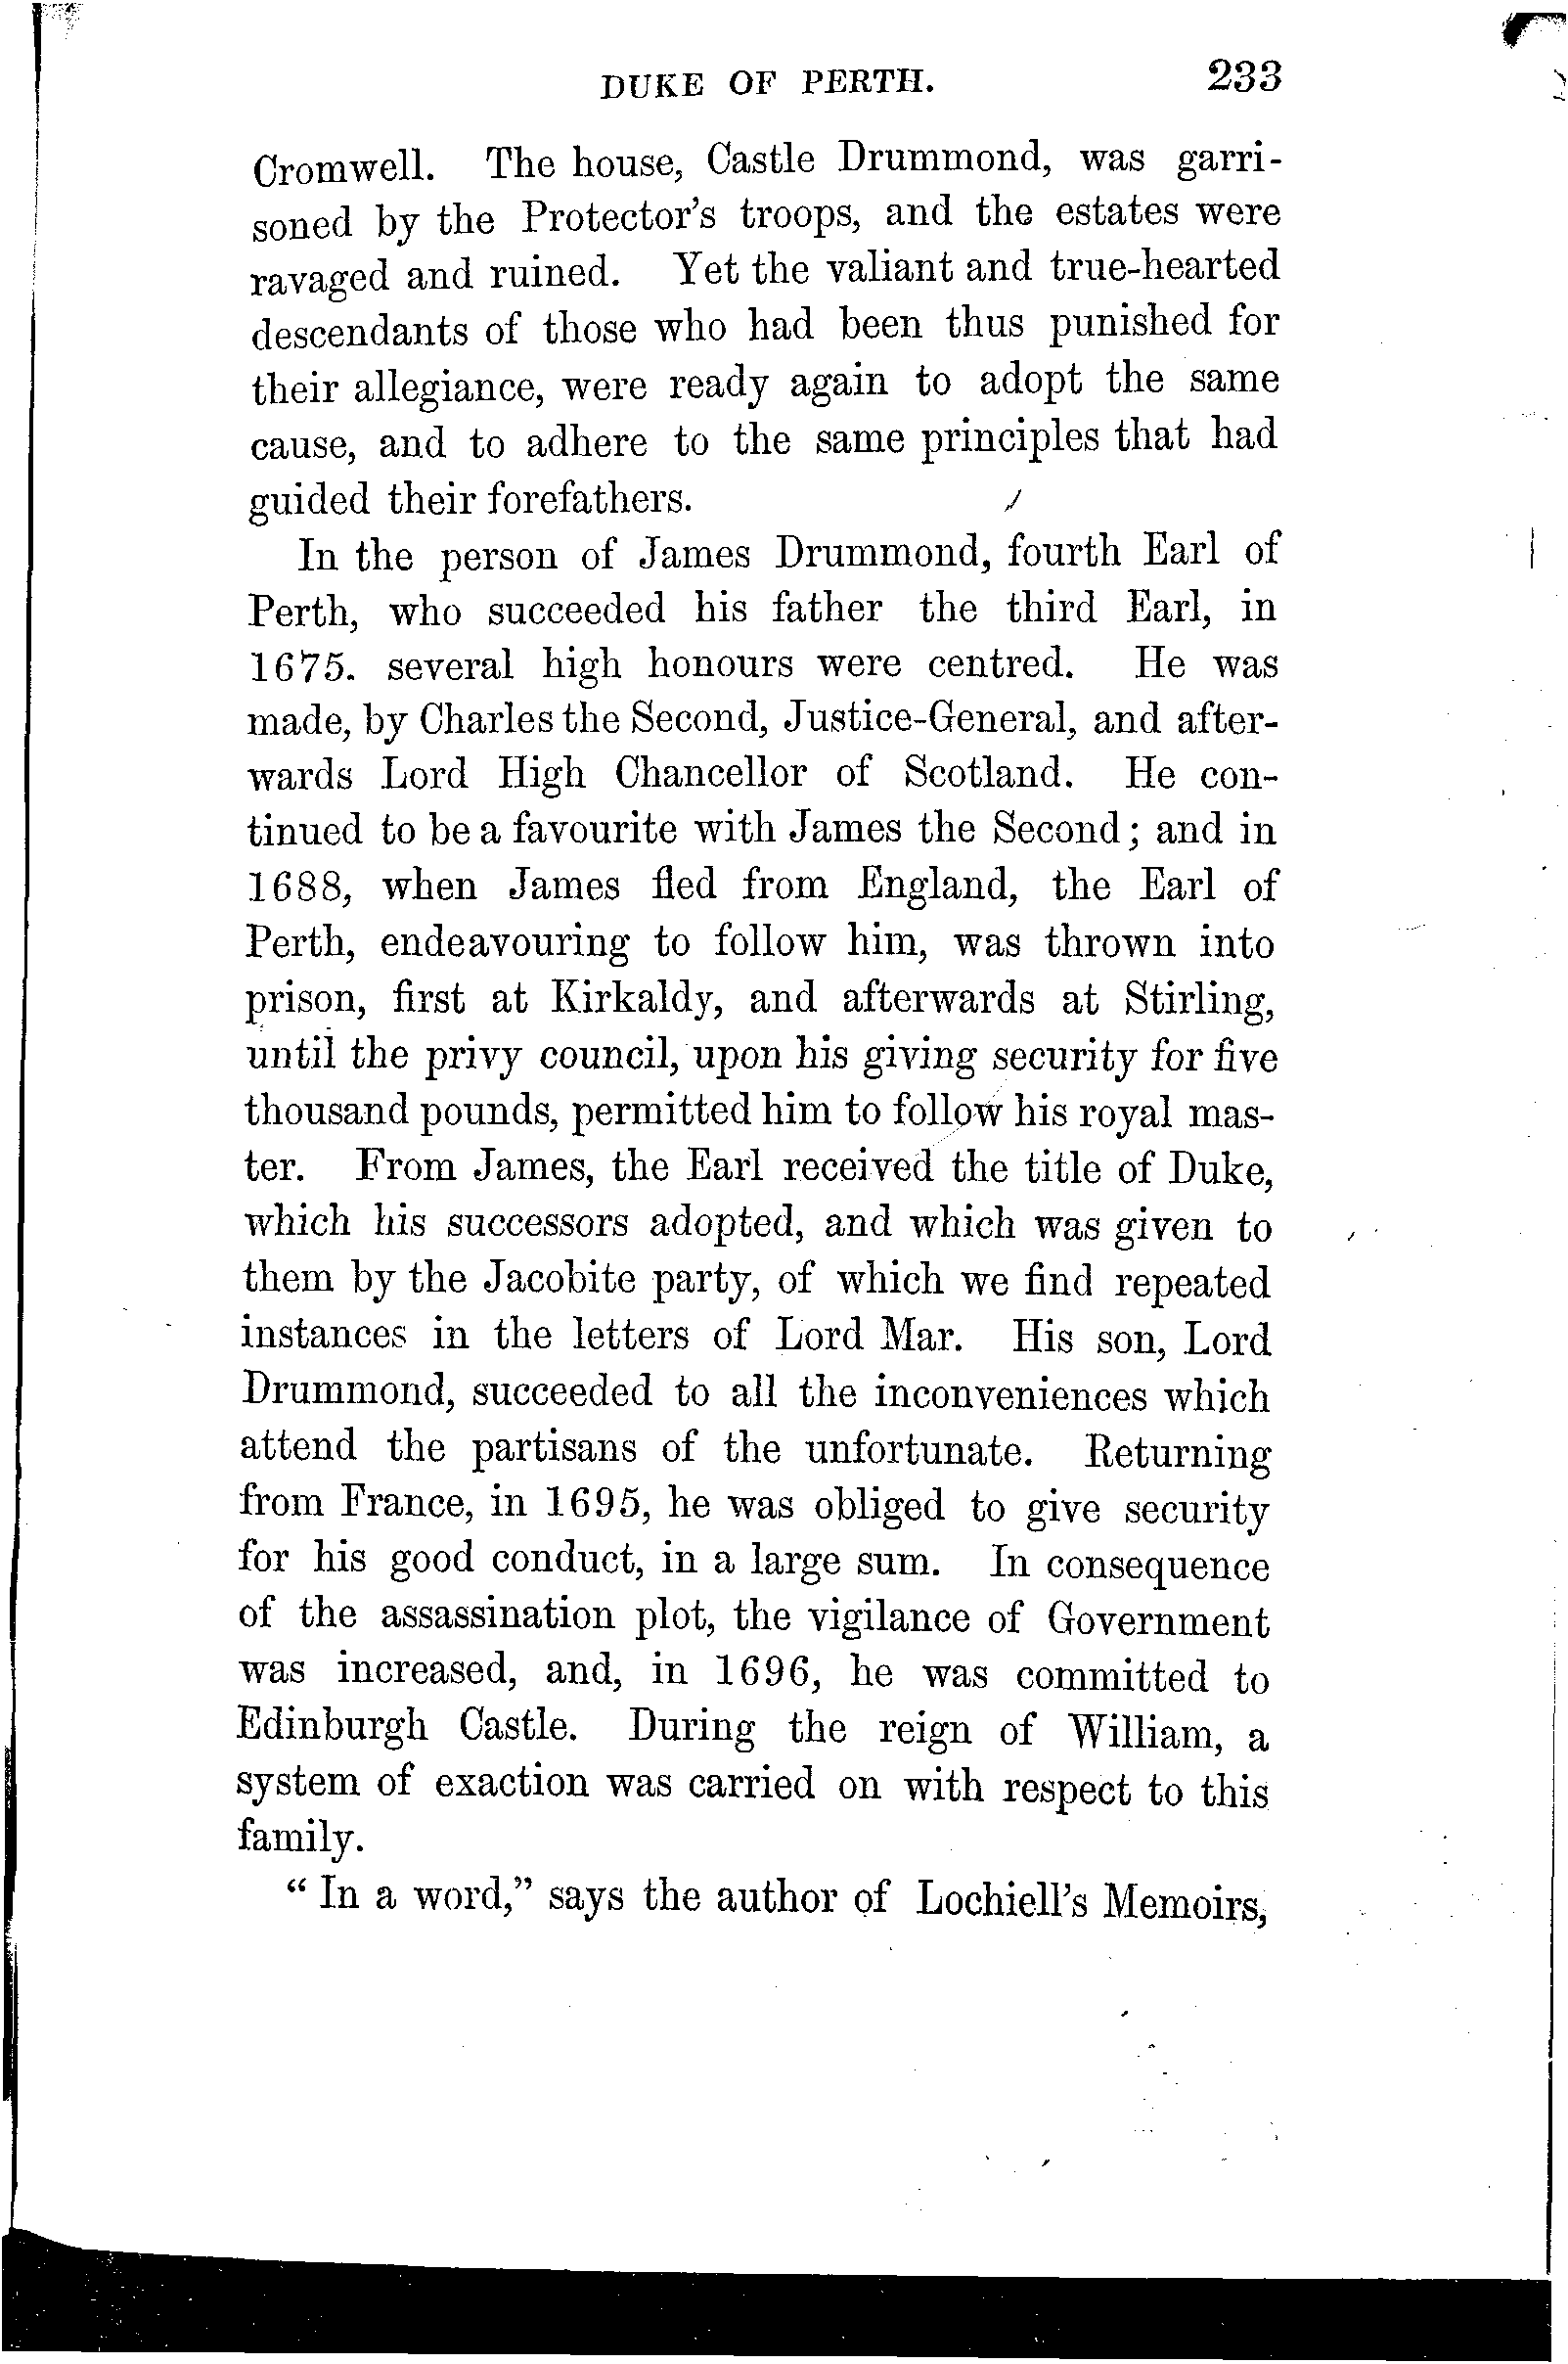 DUKE OF PERTH. 233
Cromwell. The house, Castle Drummond, was garri-
soned by the Protector's troops, and the estates were
ravaged and ruined. Yet the valiant and true-hearted
descendants of those who had been thus punished for
their allegiance, were ready again to adopt the same
cause, and to adhere to the same principles that had
guided their forefathers.
In the person of James Drummond, fourth Earl of
Perth, who succeeded his father the third Earl, in
1675. several high honours were centred. He was
made, by Charles the Second, Justice-General, and after-
wards Lord High Chancellor of Scotland. He con-
tinued to be a favourite with James the Second; and in
1688, when James fled from England, the Earl of
Perth, endeavouring to follow him, was thrown into
prison, first at Kirkaldy, and afterwards at Stirling,
until the privy council, upon his giving security for five
thousand pounds, permitted him to follow his royal mas-
ter. From James, the Earl received the title of Duke,
which his successors adopted, and which was given to
them by the Jacobite party, of which we find repeated
instances in the letters of Lord Mar. His son, Lord
Drummond, succeeded to all the inconveniences which
attend the partisans of the unfortunate. Returning
from France, in 1695, he was obliged to give security
for his good conduct, in a large sum. In consequence
of the assassination plot, the vigilance of Government
was increased, and, in 1696, he was committed to
Edinburgh Castle. During the reign of William, a
system of exaction was carried on with respect to this
family.
“ In a word,” says the author of Lochiell's Memoirs,